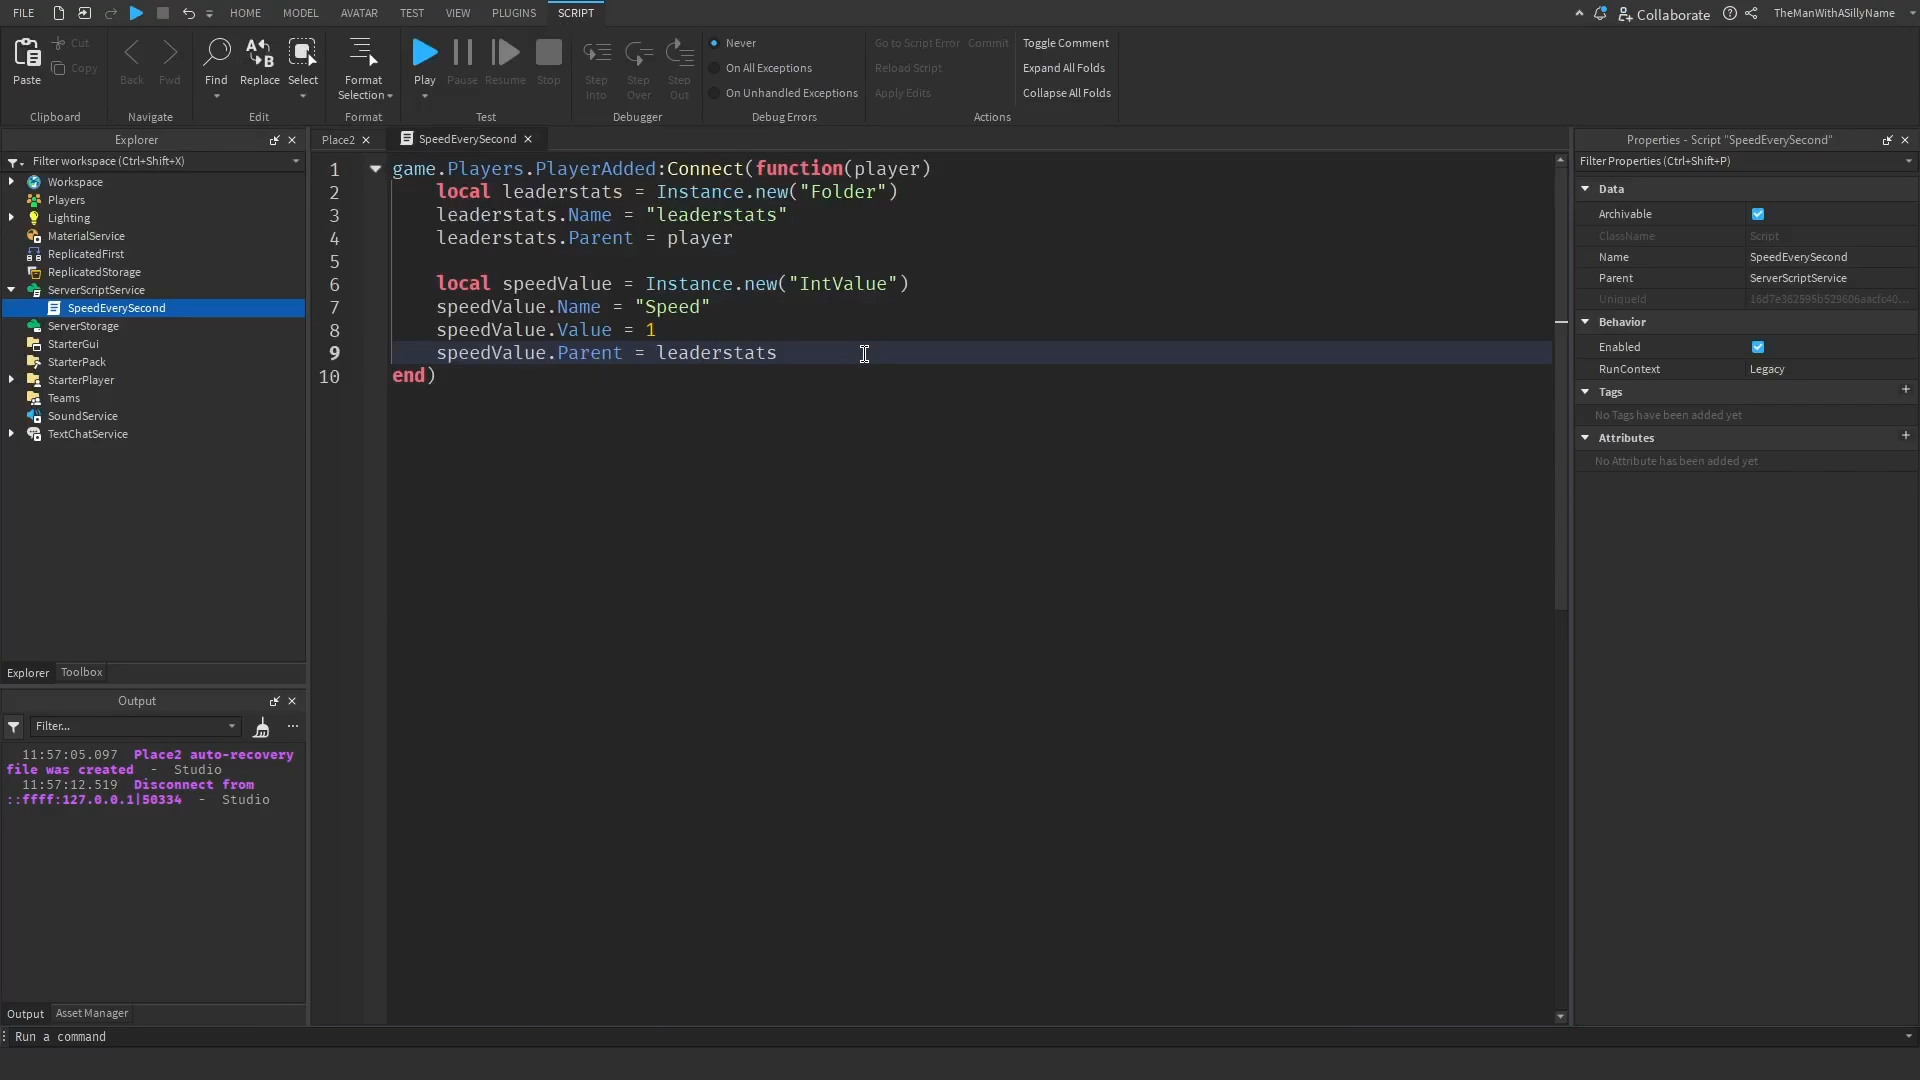 FILE HOME MODEL AVATAR TEST VIEW PLUGINS SCRIPT Collaborate TheManWithASillyName
Paste Cut Copy
Back Fwd
Find Replace Select
Format Selection
Play Pause Resume Stop
Step Into Step Over Step Out
Never
On All Exceptions
On Unhandled Exceptions
Go to Script Error Commit
Reload Script
Apply Edits
Toggle Comment
Expand All Folds
Collapse All Folds
Clipboard Navigate Edit Format Test Debugger Debug Errors Actions
Explorer
Filter workspace (Ctrl+Shift+X)
Workspace
Players
Lighting
MaterialService
ReplicatedFirst
ReplicatedStorage
ServerScriptService
SpeedEverySecond
ServerStorage
StarterGui
StarterPack
StarterPlayer
Teams
SoundService
TextChatService
Explorer Toolbox
Output
Filter...
11:57:05.097 Place2 auto-recovery
file was created - Studio
11:57:12.519 Disconnect from
::ffff:127.0.0.1|50334 - Studio
Output Asset Manager
Run a command
Place2 SpeedEverySecond
1 game.Players.PlayerAdded:Connect(function(player)
2 local leaderstats = Instance.new("Folder")
3 leaderstats.Name = "leaderstats"
4 leaderstats.Parent = player
5
6 local speedValue = Instance.new("IntValue")
7 speedValue.Name = "Speed"
8 speedValue.Value = 1
9 speedValue.Parent = leaderstats
10 end)
Properties - Script "SpeedEverySecond"
Filter Properties (Ctrl+Shift+P)
Data
Archivable
ClassName Script
Name SpeedEverySecond
Parent ServerScriptService
UniqueId 16d7e362595b529606aacfc40...
Behavior
Enabled
RunContext Legacy
Tags
No Tags have been added yet
Attributes
No Attribute has been added yet